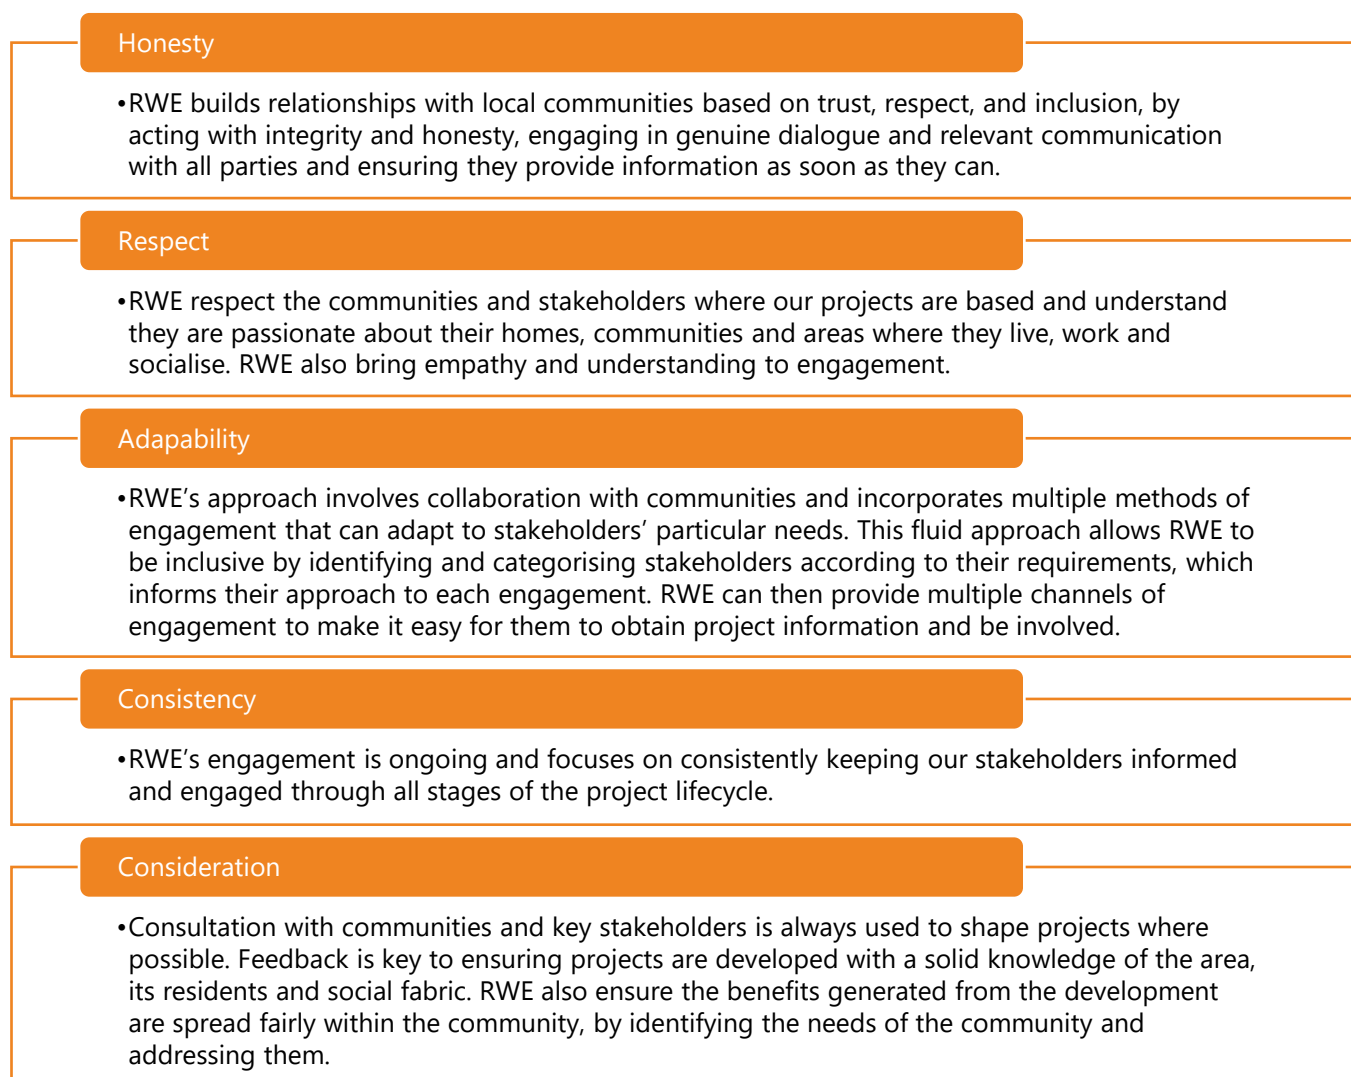 Honesty
•RWE builds relationships with local communities based on trust, respect, and inclusion, by
acting with integrity and honesty, engaging in genuine dialogue and relevant communication
with all parties and ensuring they provide information as soon as they can.
Respect
•RWE respect the communities and stakeholders where our projects are based and understand
they are passionate about their homes, communities and areas where they live, work and
socialise. RWE also bring empathy and understanding to engagement.
Adapability
•RWE’s approach involves collaboration with communities and incorporates multiple methods of
engagement that can adapt to stakeholders’ particular needs. This fluid approach allows RWE to
be inclusive by identifying and categorising stakeholders according to their requirements, which
informs their approach to each engagement. RWE can then provide multiple channels of
engagement to make it easy for them to obtain project information and be involved.
Consistency
•RWE’s engagement is ongoing and focuses on consistently keeping our stakeholders informed
and engaged through all stages of the project lifecycle.
Consideration
•Consultation with communities and key stakeholders is always used to shape projects where
possible. Feedback is key to ensuring projects are developed with a solid knowledge of the area,
its residents and social fabric. RWE also ensure the benefits generated from the development
are spread fairly within the community, by identifying the needs of the community and
addressing them.